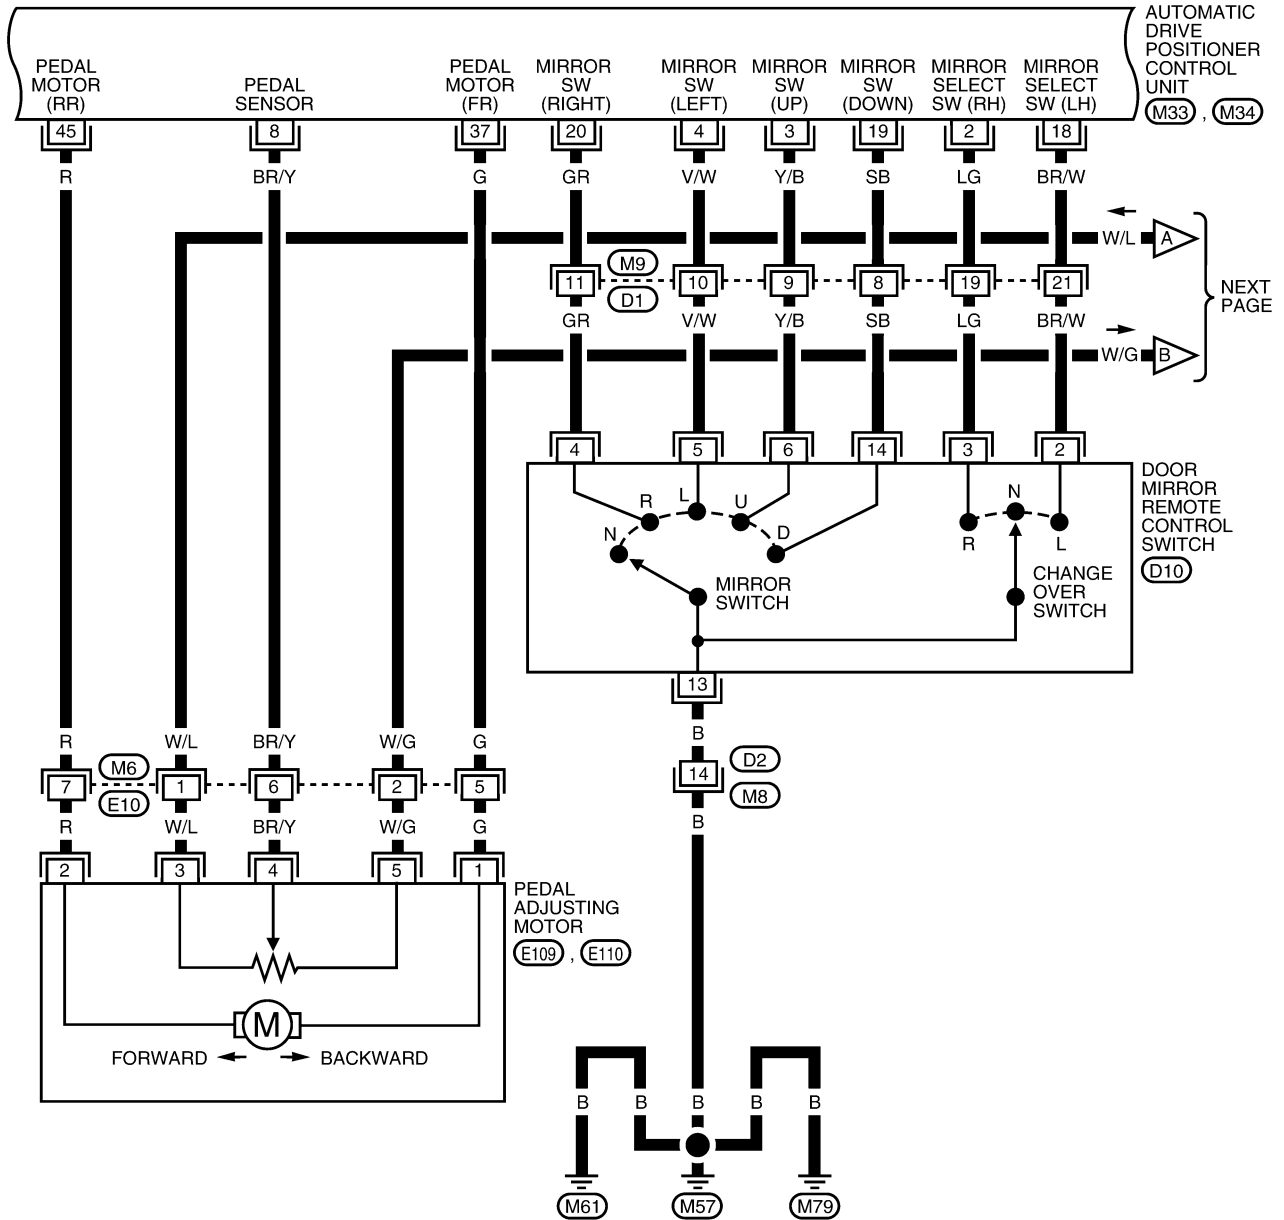 AUTOMATIC
DRIVE
POSITIONER
CONTROL
UNIT
M33 , M34
PEDAL
MOTOR
(RR)
PEDAL
SENSOR
PEDAL
MOTOR
(FR)
MIRROR
SW
(RIGHT)
MIRROR
SW
(LEFT)
MIRROR
SW
(UP)
MIRROR
SW
(DOWN)
MIRROR
SELECT
SW (RH)
MIRROR
SELECT
SW (LH)
45 8 37 20 4 3 19 2 18
R BR/Y G GR V/W Y/B SB LG BR/W
W/L A
M9
11 10 9 8 19 21
D1
NEXT
PAGE
GR V/W Y/B SB LG BR/W
W/G B
4 5 6 14 3 2
DOOR
MIRROR
REMOTE
CONTROL
SWITCH
D10
N R L U D
R N L
MIRROR
SWITCH
CHANGE
OVER
SWITCH
13
B
D2
14
M8
B
R W/L BR/Y W/G G
M6
7 1 6 2 5
E10
R W/L BR/Y W/G G
2 3 4 5 1
PEDAL
ADJUSTING
MOTOR
E109 , E110
M
FORWARD BACKWARD
B B B B B
M61 M57 M79